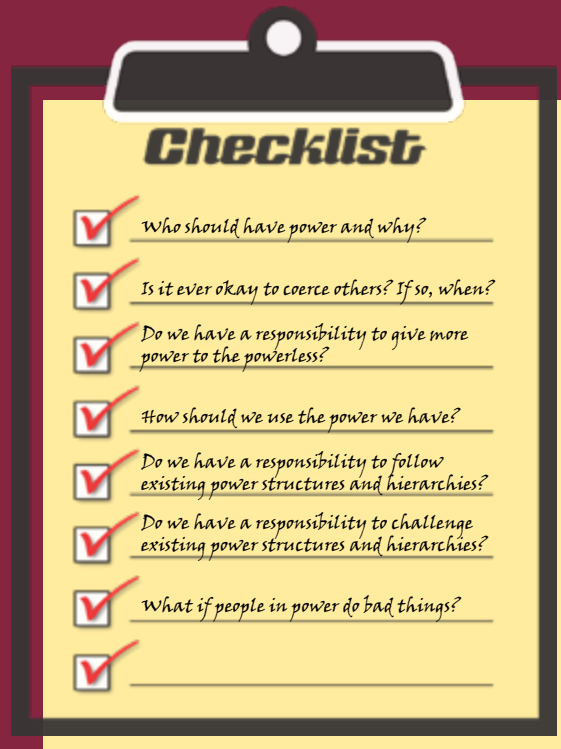 Checklist
Who should have power and why?
Is it ever okay to coerce others? If so, when?
Do we have a responsibility to give more
power to the powerless?
How should we use the power we have?
Do we have a responsibility to follow
existing power structures and hierarchies?
Do we have a responsibility to challenge
existing power structures and hierarchies?
What if people in power do bad things?